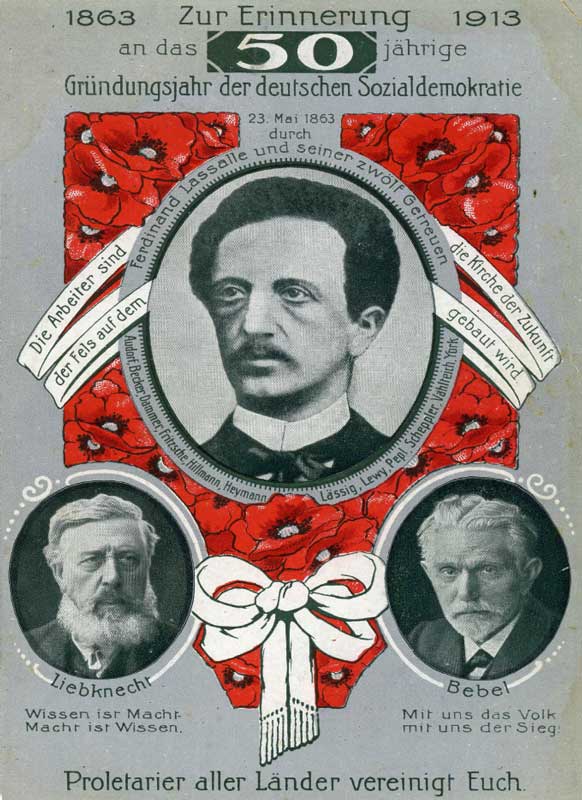 1863 Zur Erinnerung 1913
an das 50 jährige
Gründungsjahr der deutschen Sozialdemokratie
23. Mai 1863
durch
Ferdinand Lassalle und seiner zwölf Getreuen
Die Arbeiter sind
der Fels auf dem
die Kirche der Zukunft
gebaut wird
Audorf, Becker, Dammer, Fritzsche, Hillmann, Heymann
Lässig, Lewy, Pepl, Schöppler, Vahlteich, York
Liebknecht
Bebel
Wissen ist Macht
Macht ist Wissen.
Mit uns das Volk
mit uns der Sieg.
Proletarier aller Länder vereinigt Euch.